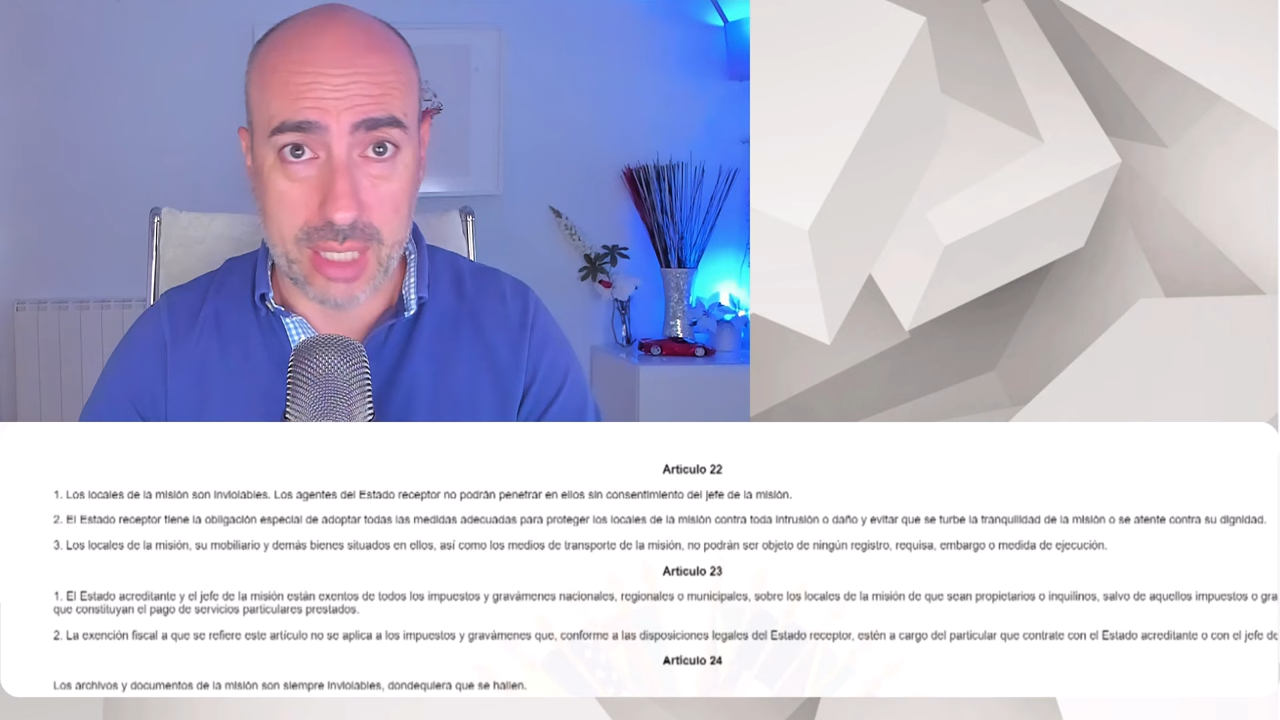 Artículo 22
1. Los locales de la misión son inviolables. Los agentes del Estado receptor no podrán penetrar en ellos sin consentimiento del jefe de la misión.
2. El Estado receptor tiene la obligación especial de adoptar todas las medidas adecuadas para proteger los locales de la misión contra toda intrusión o daño y evitar que se turbe la tranquilidad de la misión o se atente contra su dignidad.
3. Los locales de la misión, su mobiliario y demás bienes situados en ellos, así como los medios de transporte de la misión, no podrán ser objeto de ningún registro, requisa, embargo o medida de ejecución.
Artículo 23
1. El Estado acreditante y el jefe de la misión están exentos de todos los impuestos y gravámenes nacionales, regionales o municipales, sobre los locales de la misión de que sean propietarios o inquilinos, salvo de aquellos impuestos o gra
que constituyan el pago de servicios particulares prestados.
2. La exención fiscal a que se refiere este artículo no se aplica a los impuestos y gravámenes que, conforme a las disposiciones legales del Estado receptor, estén a cargo del particular que contrate con el Estado acreditante o con el jefe de
Artículo 24
Los archivos y documentos de la misión son siempre inviolables, dondequiera que se hallen.